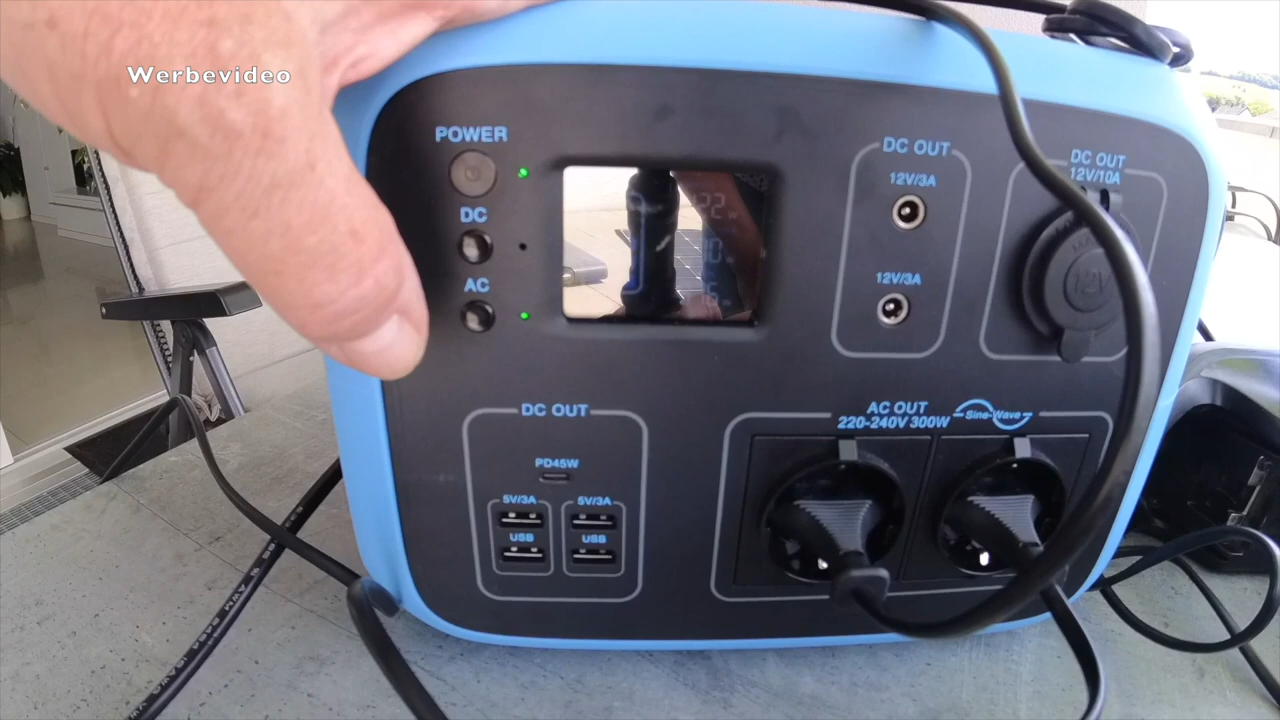 Werbevideo
POWER
DC
AC
DC OUT
12V/3A
12V/3A
DC OUT
12V/10A
12V
DC OUT
PD45W
5V/3A
5V/3A
USB
USB
AC OUT
220-240V 300W
Sine-Wave